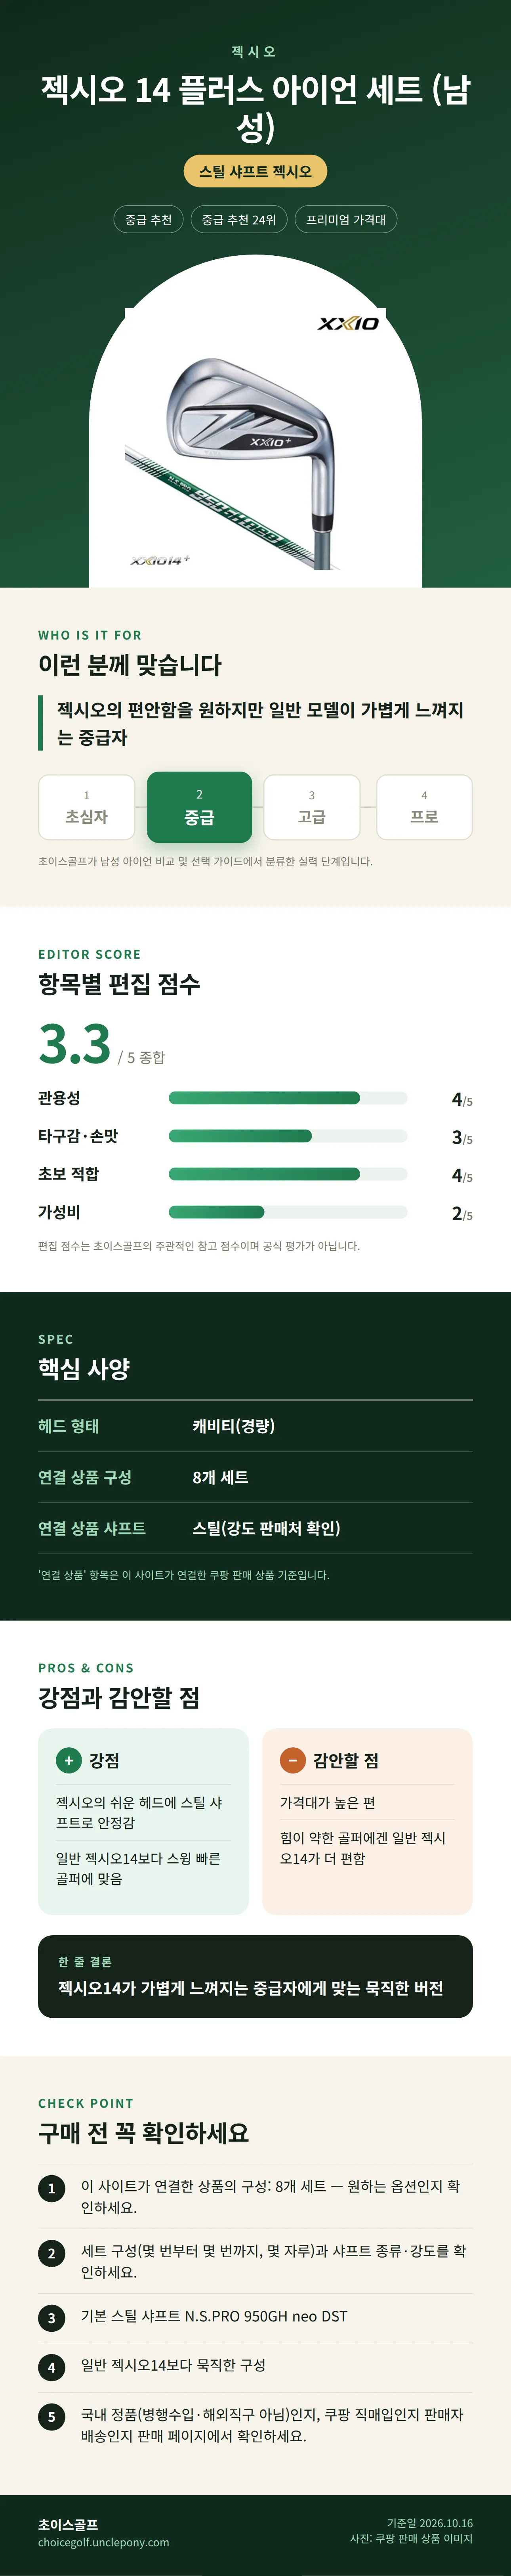 젝시오
젝시오 14 플러스 아이언 세트 (남
성)
스틸 샤프트 젝시오
중급 추천
중급 추천 24위
프리미엄 가격대
XXIO
XXIO+
N.S.PRO 950GH neo
XXIO14+
WHO IS IT FOR
이런 분께 맞습니다
젝시오의 편안함을 원하지만 일반 모델이 가볍게 느껴지
는 중급자
1
초심자
2
중급
3
고급
4
프로
초이스골프가 남성 아이언 비교 및 선택 가이드에서 분류한 실력 단계입니다.
EDITOR SCORE
항목별 편집 점수
3.3 / 5 종합
관용성 4/5
타구감·손맛 3/5
초보 적합 4/5
가성비 2/5
편집 점수는 초이스골프의 주관적인 참고 점수이며 공식 평가가 아닙니다.
SPEC
핵심 사양
헤드 형태 캐비티(경량)
연결 상품 구성 8개 세트
연결 상품 샤프트 스틸(강도 판매처 확인)
'연결 상품' 항목은 이 사이트가 연결한 쿠팡 판매 상품 기준입니다.
PROS & CONS
강점과 감안할 점
+ 강점
젝시오의 쉬운 헤드에 스틸 샤
프트로 안정감
일반 젝시오14보다 스윙 빠른
골퍼에 맞음
− 감안할 점
가격대가 높은 편
힘이 약한 골퍼에겐 일반 젝시
오14가 더 편함
한 줄 결론
젝시오14가 가볍게 느껴지는 중급자에게 맞는 묵직한 버전
CHECK POINT
구매 전 꼭 확인하세요
1 이 사이트가 연결한 상품의 구성: 8개 세트 — 원하는 옵션인지 확
인하세요.
2 세트 구성(몇 번부터 몇 번까지, 몇 자루)과 샤프트 종류·강도를 확
인하세요.
3 기본 스틸 샤프트 N.S.PRO 950GH neo DST
4 일반 젝시오14보다 묵직한 구성
5 국내 정품(병행수입·해외직구 아님)인지, 쿠팡 직매입인지 판매자
배송인지 판매 페이지에서 확인하세요.
초이스골프
choicegolf.unclepony.com
기준일 2026.10.16
사진: 쿠팡 판매 상품 이미지